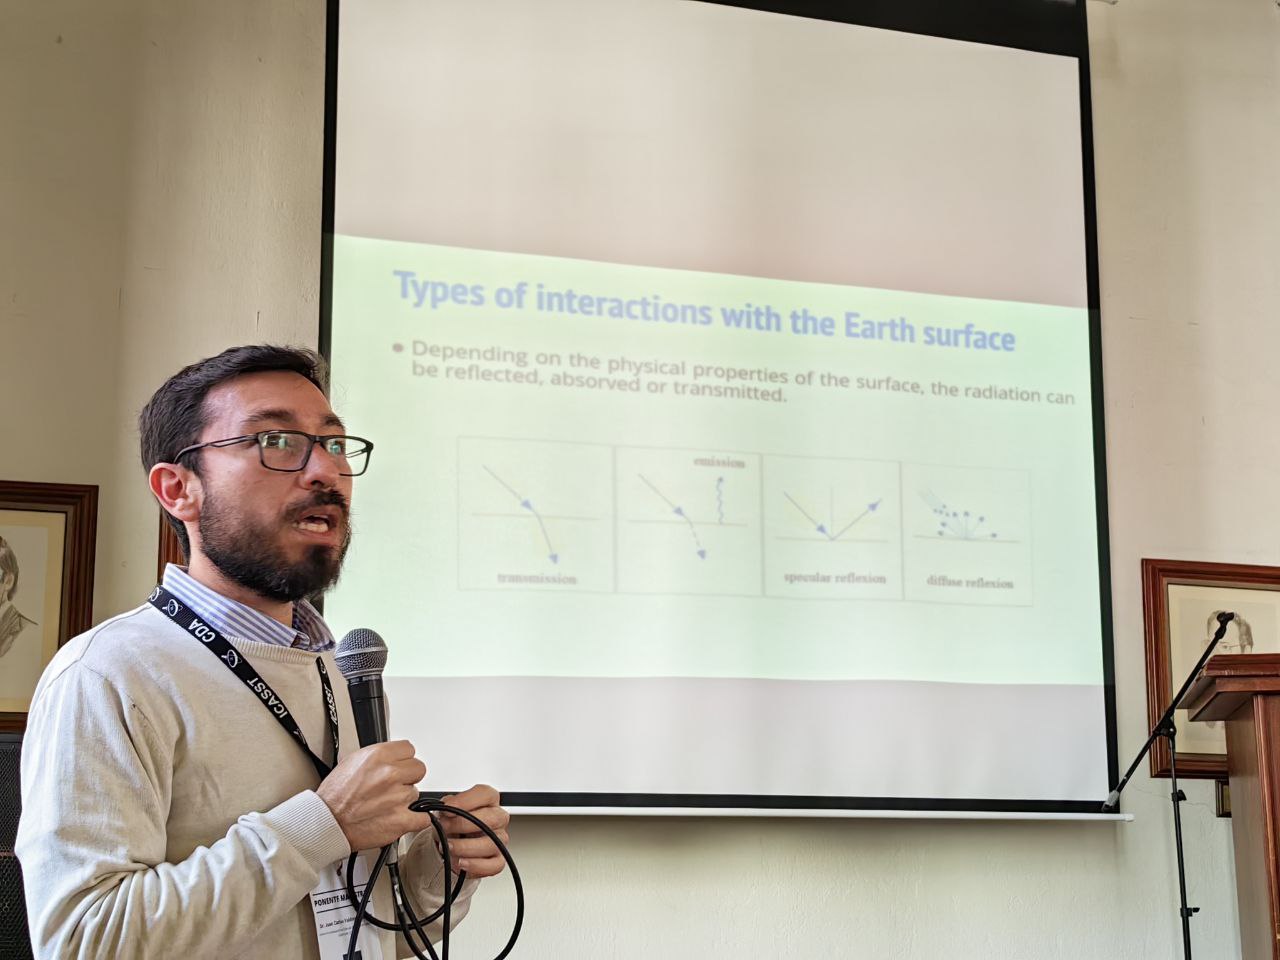 Types of interactions with the Earth surface
• Depending on the physical properties of the surface, the radiation can
be reflected, absorved or transmitted.
emission
transmission
specular reflexion
diffuse reflexion
CDA
ICASST
ICASST
PONENTE